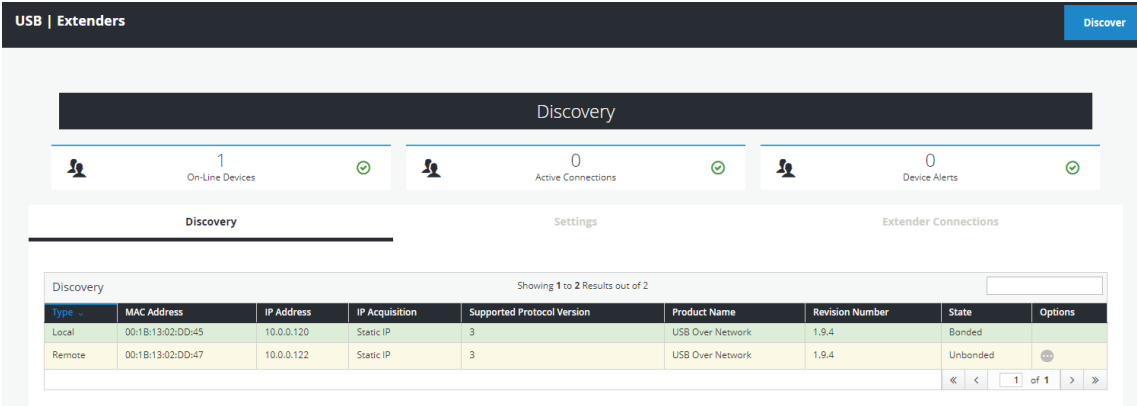 USB | Extenders
Discover
Discovery
1
On-Line Devices
0
Active Connections
0
Device Alerts
Discovery Settings Extender Connections
Discovery Showing 1 to 2 Results out of 2
Type MAC Address IP Address IP Acquisition Supported Protocol Version Product Name Revision Number State Options
Local 00:1B:13:02:DD:45 10.0.0.120 Static IP 3 USB Over Network 1.9.4 Bonded
Remote 00:1B:13:02:DD:47 10.0.0.122 Static IP 3 USB Over Network 1.9.4 Unbonded
« < 1 of 1 > »